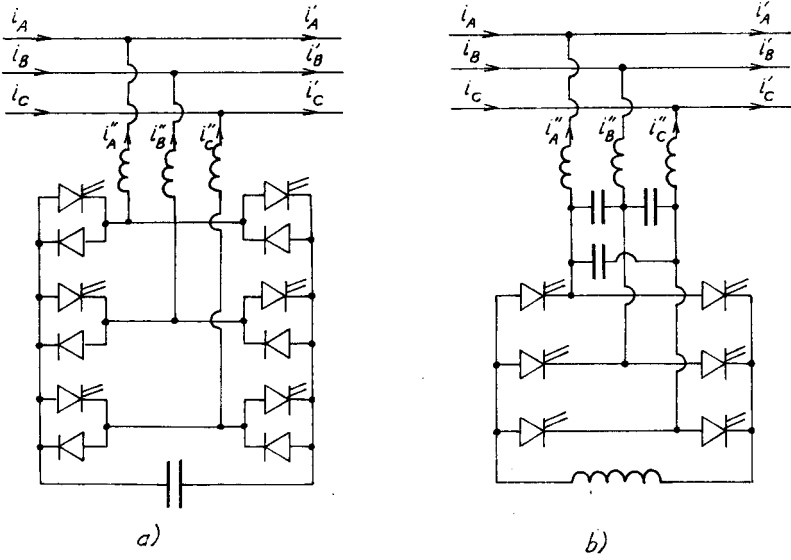 i_A i'_A
i_B i'_B
i_C i'_C
i''_A i''_B i''_C
a)
i_A i'_A
i_B i'_B
i_C i'_C
i''_A i''_B i''_C
b)